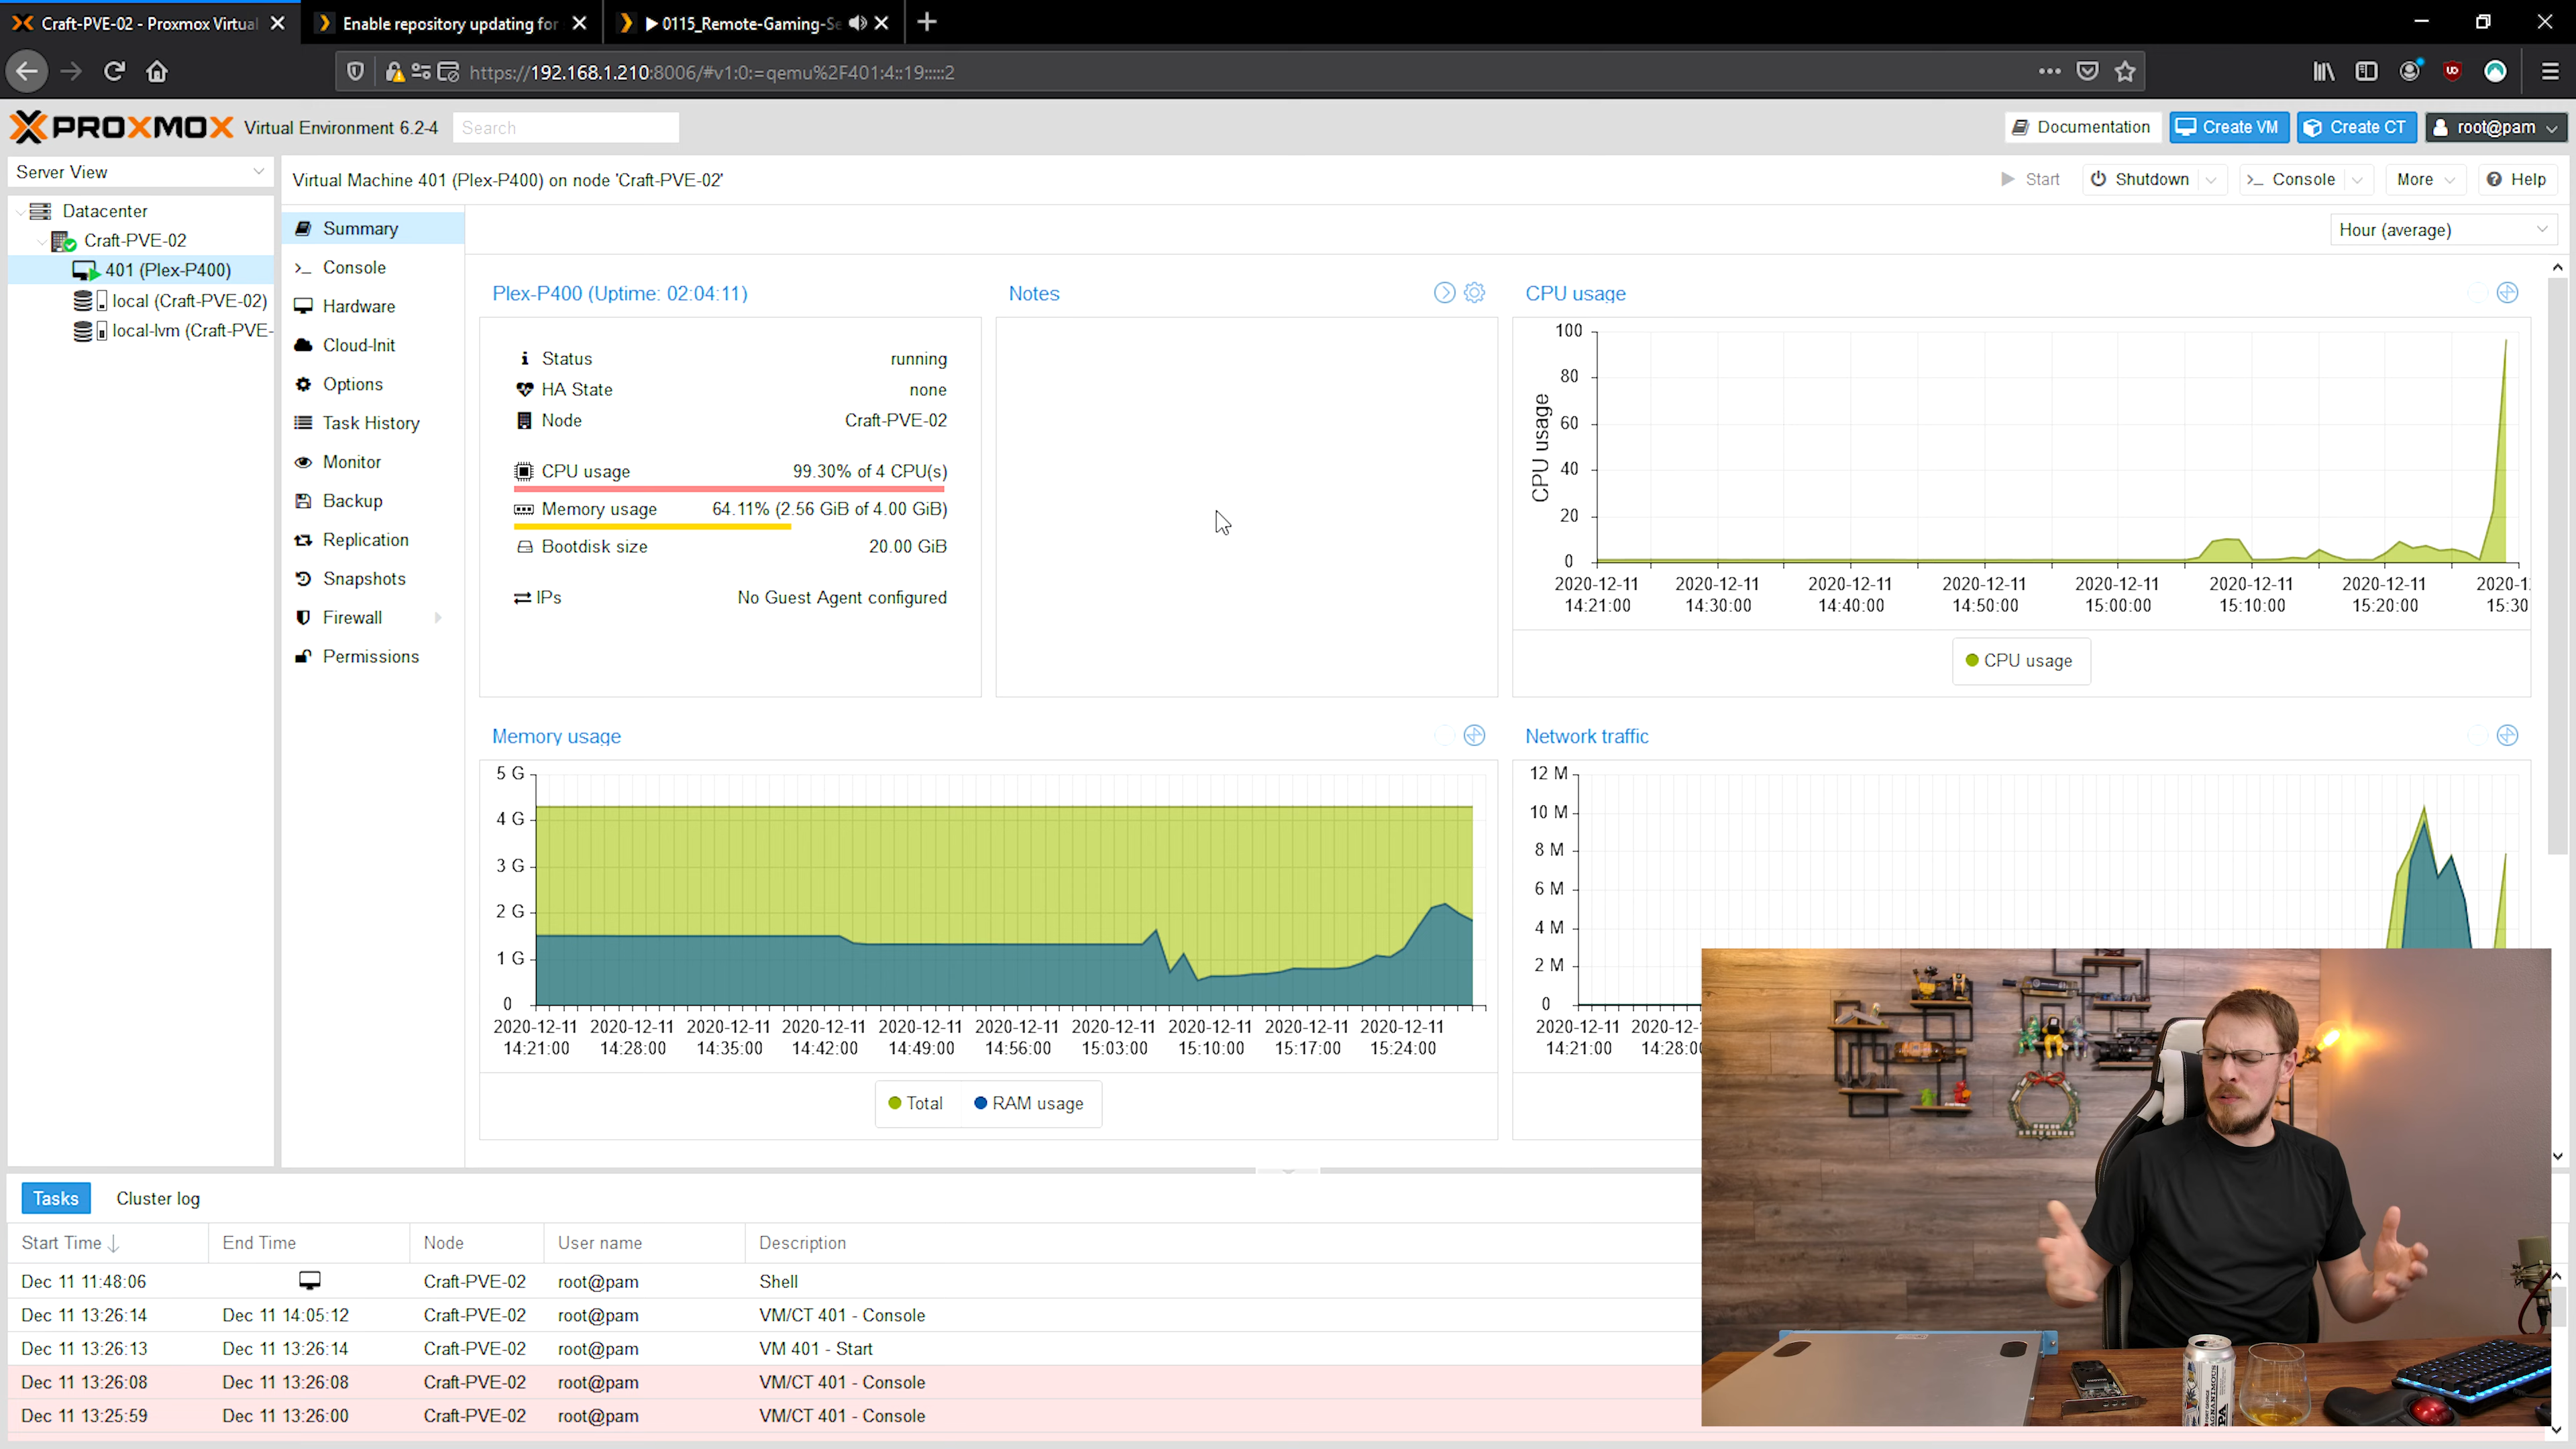 Craft-PVE-02 - Proxmox Virtual
Enable repository updating for
0115_Remote-Gaming-Se
https://192.168.1.210:8006/#v1:0:=qemu%2F401:4::19:::::2
PROXMOX Virtual Environment 6.2-4
Search
Documentation
Create VM
Create CT
root@pam
Server View
Virtual Machine 401 (Plex-P400) on node 'Craft-PVE-02'
Start
Shutdown
Console
More
Help
Datacenter
Craft-PVE-02
401 (Plex-P400)
local (Craft-PVE-02)
local-lvm (Craft-PVE-
Summary
Console
Hardware
Cloud-Init
Options
Task History
Monitor
Backup
Replication
Snapshots
Firewall
Permissions
Hour (average)
Plex-P400 (Uptime: 02:04:11)
Status running
HA State none
Node Craft-PVE-02
CPU usage 99.30% of 4 CPU(s)
Memory usage 64.11% (2.56 GiB of 4.00 GiB)
Bootdisk size 20.00 GiB
IPs No Guest Agent configured
Notes
CPU usage
CPU usage
100
80
60
40
20
0
2020-12-11 2020-12-11 2020-12-11 2020-12-11 2020-12-11 2020-12-11 2020-12-11 2020-1
14:21:00 14:30:00 14:40:00 14:50:00 15:00:00 15:10:00 15:20:00 15:30
CPU usage
Memory usage
5 G
4 G
3 G
2 G
1 G
0
2020-12-11 2020-12-11 2020-12-11 2020-12-11 2020-12-11 2020-12-11 2020-12-11 2020-12-11 2020-12-11 2020-12-11
14:21:00 14:28:00 14:35:00 14:42:00 14:49:00 14:56:00 15:03:00 15:10:00 15:17:00 15:24:00
Total RAM usage
Network traffic
12 M
10 M
8 M
6 M
4 M
2 M
0
2020-12-11 2020-12-
14:21:00 14:28:00
Tasks Cluster log
Start Time End Time Node User name Description
Dec 11 11:48:06 Craft-PVE-02 root@pam Shell
Dec 11 13:26:14 Dec 11 14:05:12 Craft-PVE-02 root@pam VM/CT 401 - Console
Dec 11 13:26:13 Dec 11 13:26:14 Craft-PVE-02 root@pam VM 401 - Start
Dec 11 13:26:08 Dec 11 13:26:08 Craft-PVE-02 root@pam VM/CT 401 - Console
Dec 11 13:25:59 Dec 11 13:26:00 Craft-PVE-02 root@pam VM/CT 401 - Console